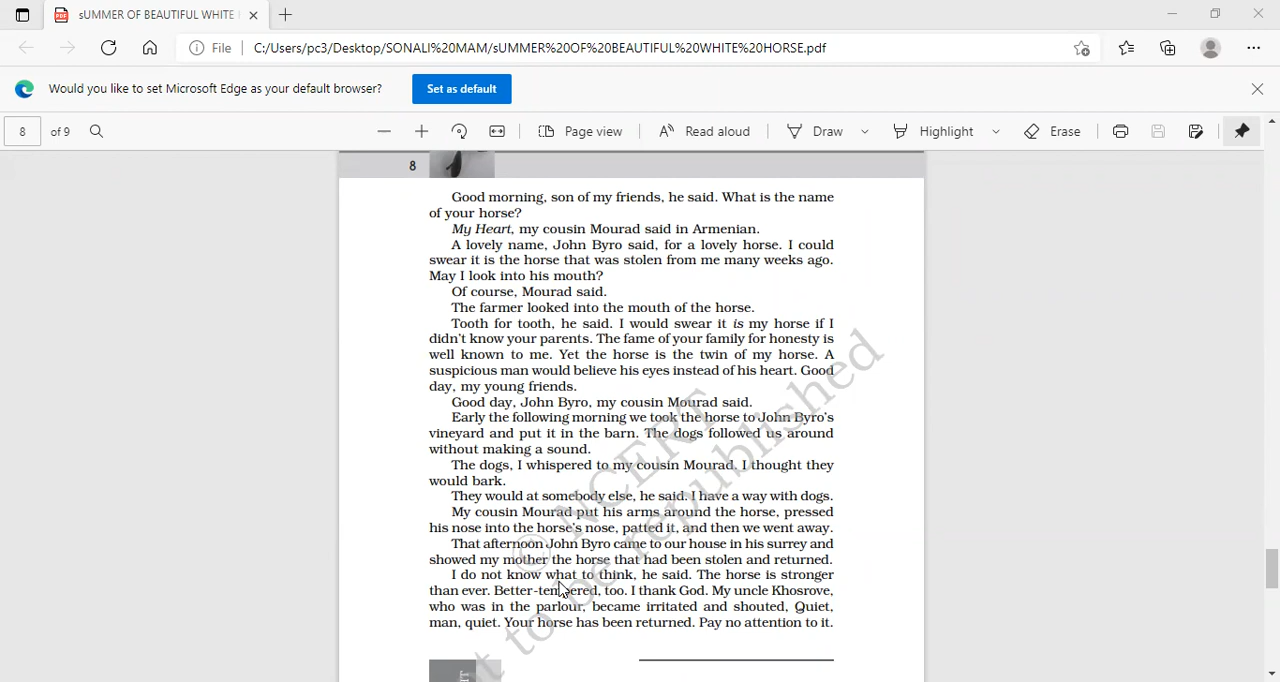 sUMMER OF BEAUTIFUL WHITE
File C:/Users/pc3/Desktop/SONALI%20MAM/sUMMER%20OF%20BEAUTIFUL%20WHITE%20HORSE.pdf
Would you like to set Microsoft Edge as your default browser? Set as default
8 of 9 Page view Read aloud Draw Highlight Erase
8
Good morning, son of my friends, he said. What is the name
of your horse?
My Heart, my cousin Mourad said in Armenian.
A lovely name, John Byro said, for a lovely horse. I could
swear it is the horse that was stolen from me many weeks ago.
May I look into his mouth?
Of course, Mourad said.
The farmer looked into the mouth of the horse.
Tooth for tooth, he said. I would swear it is my horse if I
didn't know your parents. The fame of your family for honesty is
well known to me. Yet the horse is the twin of my horse. A
suspicious man would believe his eyes instead of his heart. Good
day, my young friends.
Good day, John Byro, my cousin Mourad said.
Early the following morning we took the horse to John Byro's
vineyard and put it in the barn. The dogs followed us around
without making a sound.
The dogs, I whispered to my cousin Mourad. I thought they
would bark.
They would at somebody else, he said. I have a way with dogs.
My cousin Mourad put his arms around the horse, pressed
his nose into the horse's nose, patted it, and then we went away.
That afternoon John Byro came to our house in his surrey and
showed my mother the horse that had been stolen and returned.
I do not know what to think, he said. The horse is stronger
than ever. Better-tempered, too. I thank God. My uncle Khosrove,
who was in the parlour, became irritated and shouted, Quiet,
man, quiet. Your horse has been returned. Pay no attention to it.
© NCERT
t to be republished